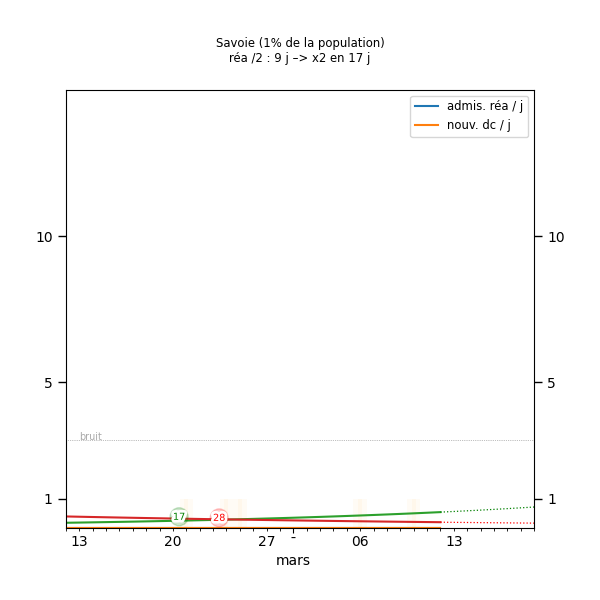 Savoie (1% de la population)
réa /2 : 9 j –> x2 en 17 j
admis. réa / j
nouv. dc / j
10
10
5
5
bruit
1
1
17
28
13
20
27
-
06
13
mars